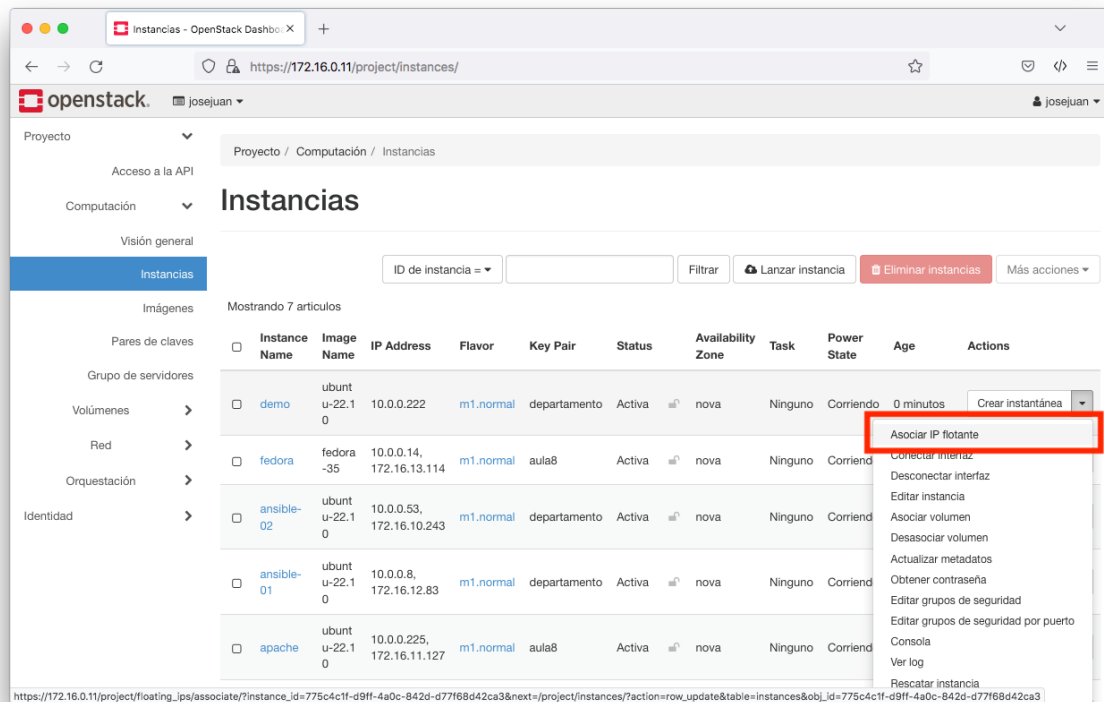 Instancias - OpenStack Dashboa
https://172.16.0.11/project/instances/
openstack.
josejuan
josejuan
Proyecto
Acceso a la API
Computación
Visión general
Instancias
Imágenes
Pares de claves
Grupo de servidores
Volúmenes
Red
Orquestación
Identidad
Proyecto / Computación / Instancias
Instancias
ID de instancia =
Filtrar
Lanzar instancia
Eliminar instancias
Más acciones
Mostrando 7 articulos
Instance Name Image Name IP Address Flavor Key Pair Status Availability Zone Task Power State Age Actions
demo ubuntu-22.10 10.0.0.222 m1.normal departamento Activa nova Ninguno Corriendo 0 minutos Crear instantánea
fedora fedora-35 10.0.0.14, 172.16.13.114 m1.normal aula8 Activa nova Ninguno Corriend
ansible-02 ubuntu-22.10 10.0.0.53, 172.16.10.243 m1.normal departamento Activa nova Ninguno Corriend
ansible-01 ubuntu-22.10 10.0.0.8, 172.16.12.83 m1.normal departamento Activa nova Ninguno Corriend
apache ubuntu-22.10 10.0.0.225, 172.16.11.127 m1.normal aula8 Activa nova Ninguno Corriend
Asociar IP flotante
Conectar interfaz
Desconectar interfaz
Editar instancia
Asociar volumen
Desasociar volumen
Actualizar metadatos
Obtener contraseña
Editar grupos de seguridad
Editar grupos de seguridad por puerto
Consola
Ver log
Rescatar instancia
https://172.16.0.11/project/floating_ips/associate/?instance_id=775c4c1f-d9ff-4a0c-842d-d77f68d42ca3&next=/project/instances/?action=row_update&table=instances&obj_id=775c4c1f-d9ff-4a0c-842d-d77f68d42ca3